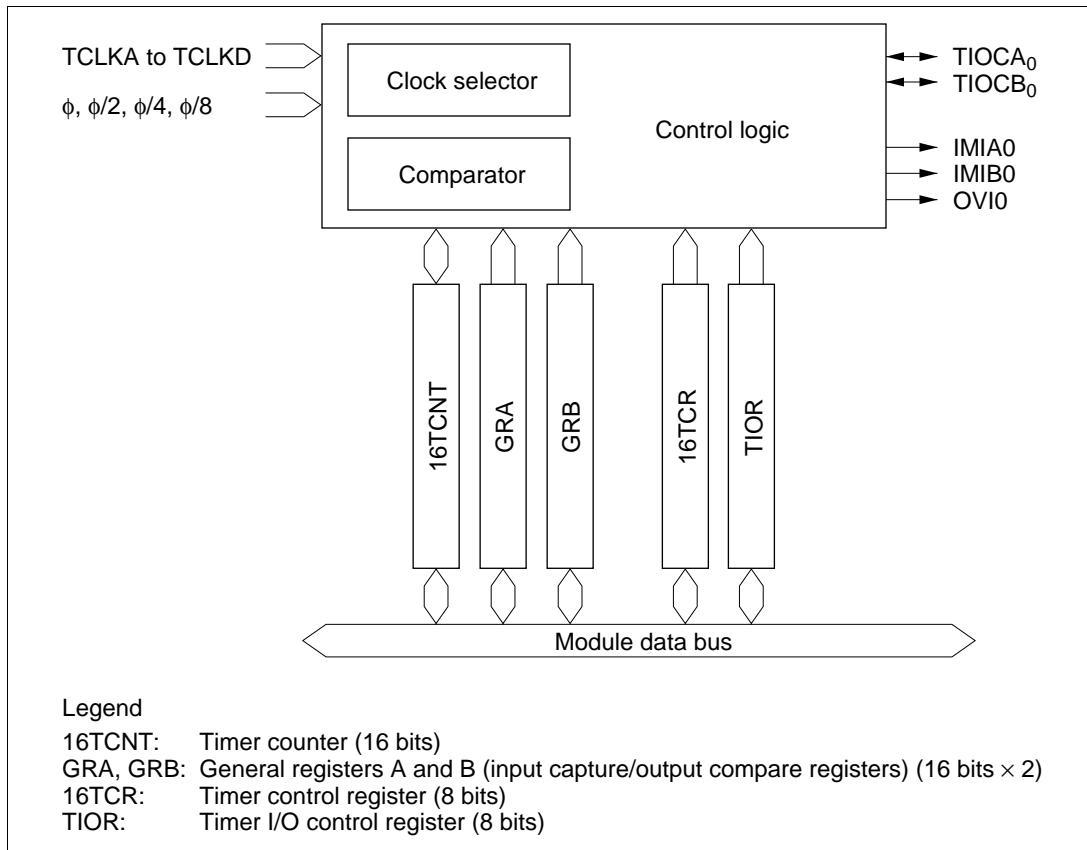 TCLKA to TCLKD
ϕ, ϕ/2, ϕ/4, ϕ/8
Clock selector
Comparator
Control logic
TIOCA0
TIOCB0
IMIA0
IMIB0
OVI0
16TCNT
GRA
GRB
16TCR
TIOR
Module data bus
Legend
16TCNT: Timer counter (16 bits)
GRA, GRB: General registers A and B (input capture/output compare registers) (16 bits × 2)
16TCR: Timer control register (8 bits)
TIOR: Timer I/O control register (8 bits)